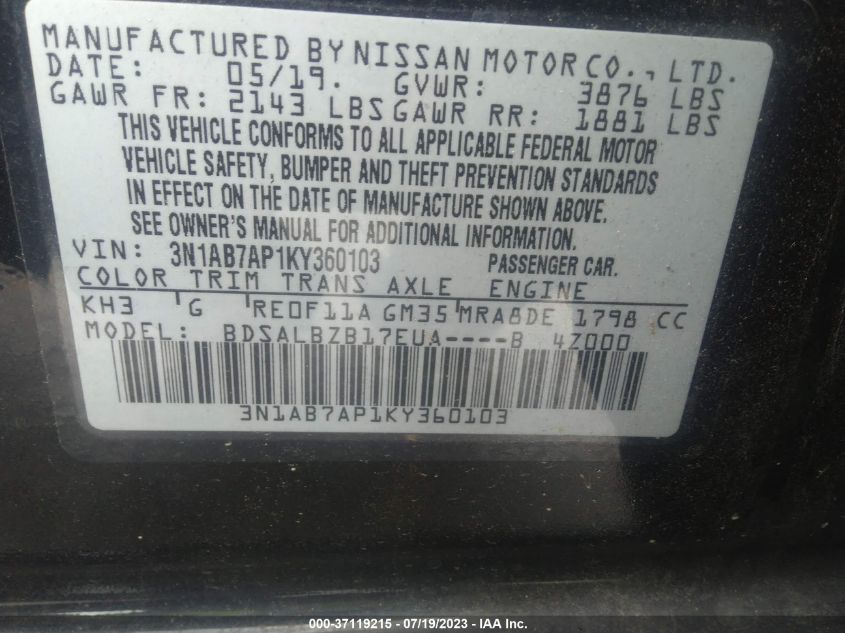 MANUFACTURED BY NISSAN MOTOR CO., LTD.
DATE: 05/19. GVWR: 3876 LBS
GAWR FR: 2143 LBS GAWR RR: 1881 LBS
THIS VEHICLE CONFORMS TO ALL APPLICABLE FEDERAL MOTOR
VEHICLE SAFETY, BUMPER AND THEFT PREVENTION STANDARDS
IN EFFECT ON THE DATE OF MANUFACTURE SHOWN ABOVE.
SEE OWNER'S MANUAL FOR ADDITIONAL INFORMATION.
VIN: 3N1AB7AP1KY360103 PASSENGER CAR.
COLOR TRIM TRANS AXLE ENGINE
KH3 G RE0F11A GM35 MRA8DE 1798 CC
MODEL: BDSALBZB17EUA----B 4Z000
3N1AB7AP1KY360103
000-37119215 - 07/19/2023 - IAA Inc.